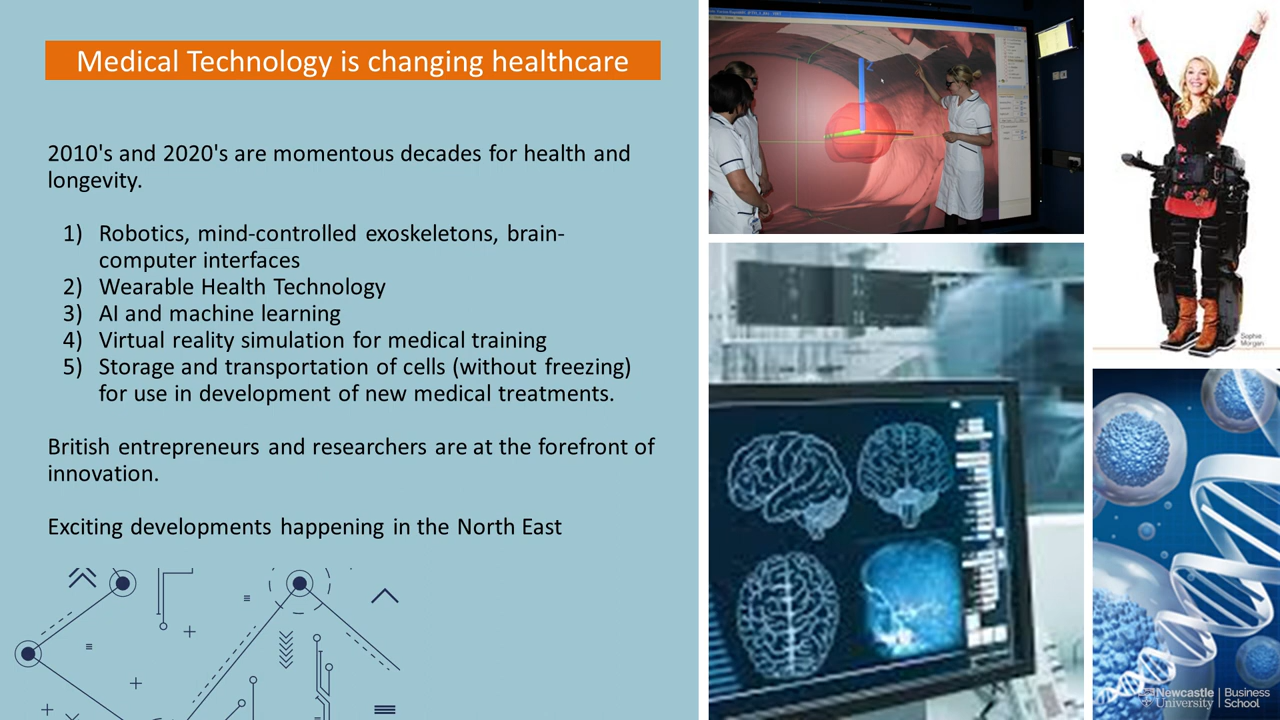 Medical Technology is changing healthcare
2010's and 2020's are momentous decades for health and
longevity.
1) Robotics, mind-controlled exoskeletons, brain-
computer interfaces
2) Wearable Health Technology
3) AI and machine learning
4) Virtual reality simulation for medical training
5) Storage and transportation of cells (without freezing)
for use in development of new medical treatments.
British entrepreneurs and researchers are at the forefront of
innovation.
Exciting developments happening in the North East
Sophie
Morgan
Newcastle
University
Business
School